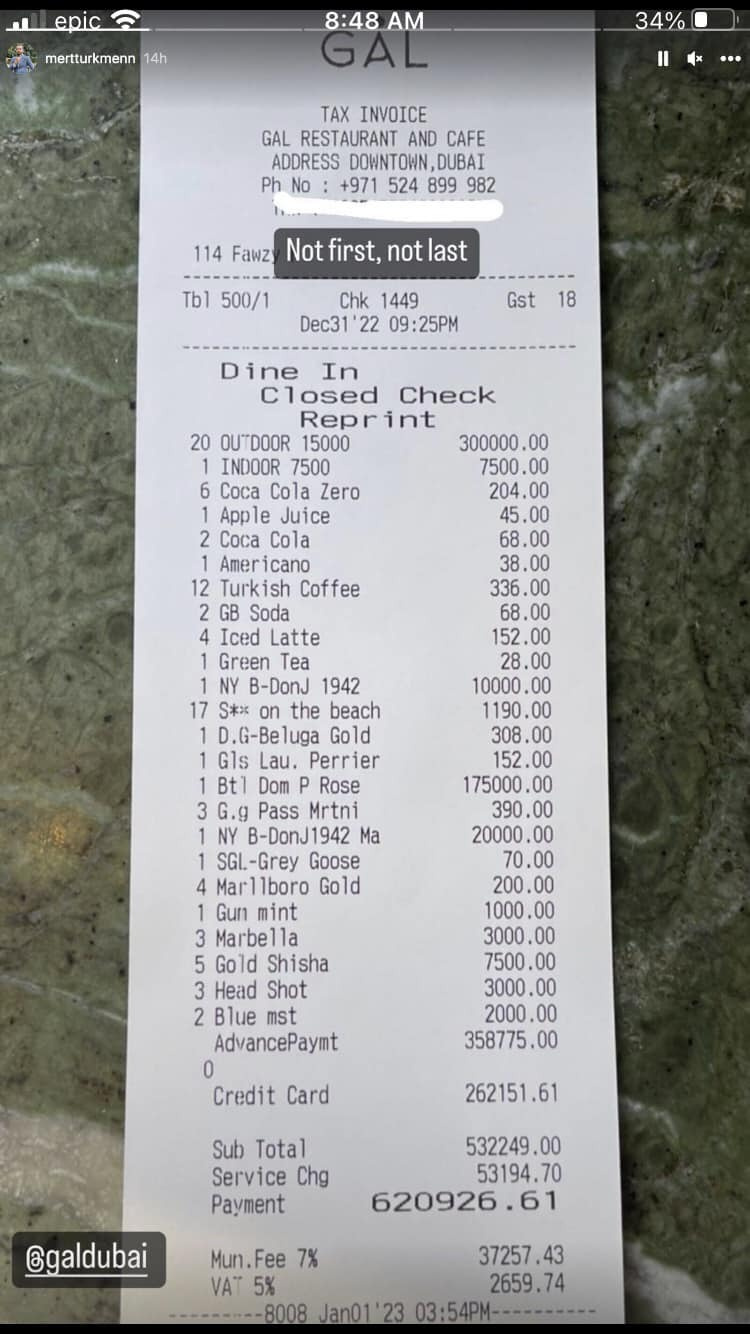 epic 8:48 AM 34%
mertturkmenn 14h
GAL
TAX INVOICE
GAL RESTAURANT AND CAFE
ADDRESS DOWNTOWN,DUBAI
Ph No : +971 524 899 982
114 Fawzy
Not first, not last
Tbl 500/1 Chk 1449 Gst 18
Dec31'22 09:25PM
Dine In
Closed Check
Reprint
20 OUTDOOR 15000 300000.00
1 INDOOR 7500 7500.00
6 Coca Cola Zero 204.00
1 Apple Juice 45.00
2 Coca Cola 68.00
1 Americano 38.00
12 Turkish Coffee 336.00
2 GB Soda 68.00
4 Iced Latte 152.00
1 Green Tea 28.00
1 NY B-DonJ 1942 10000.00
17 S** on the beach 1190.00
1 D.G-Beluga Gold 308.00
1 Gls Lau. Perrier 152.00
1 Btl Dom P Rose 175000.00
3 G.g Pass Mrtni 390.00
1 NY B-DonJ1942 Ma 20000.00
1 SGL-Grey Goose 70.00
4 Marllboro Gold 200.00
1 Gum mint 1000.00
3 Marbella 3000.00
5 Gold Shisha 7500.00
3 Head Shot 3000.00
2 Blue mst 2000.00
AdvancePaymt 358775.00
0
Credit Card 262151.61
Sub Total 532249.00
Service Chg 53194.70
Payment 620926.61
@galdubai
Mun.Fee 7% 37257.43
VAT 5% 2659.74
---------8008 Jan01'23 03:54PM----------